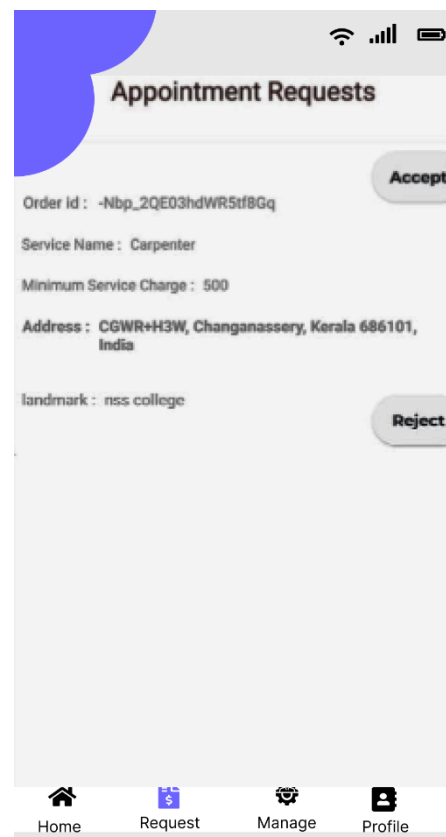 Appointment Requests
Accept
Order id : -Nbp_2QE03hdWR5tf8Gq
Service Name : Carpenter
Minimum Service Charge : 500
Address : CGWR+H3W, Changanassery, Kerala 686101,
India
landmark : nss college
Reject
Home Request Manage Profile